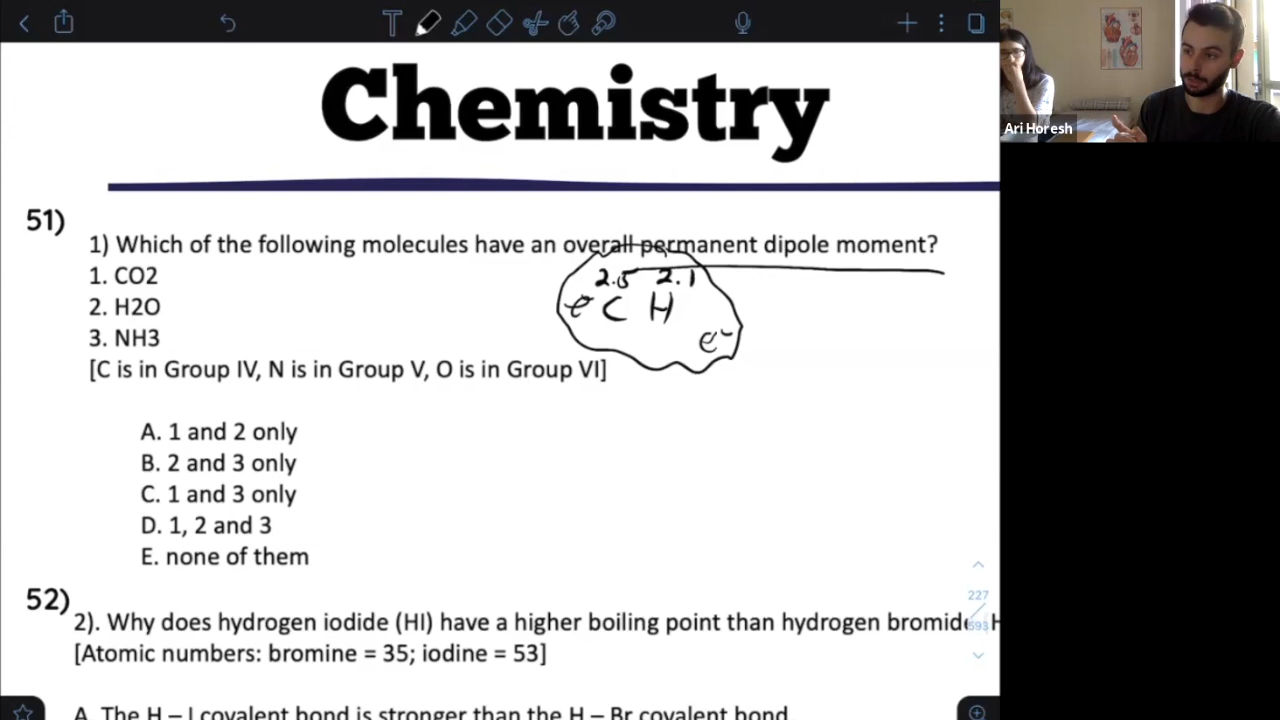 Chemistry
Ari Horesh
51)
1) Which of the following molecules have an overall permanent dipole moment?
1. CO2
2.5 2.1
2. H2O
e C H
3. NH3
e-
[C is in Group IV, N is in Group V, O is in Group VI]
A. 1 and 2 only
B. 2 and 3 only
C. 1 and 3 only
D. 1, 2 and 3
E. none of them
52)
227
593
2). Why does hydrogen iodide (HI) have a higher boiling point than hydrogen bromide H
[Atomic numbers: bromine = 35; iodine = 53]
A. The H – I covalent bond is stronger than the H – Br covalent bond.